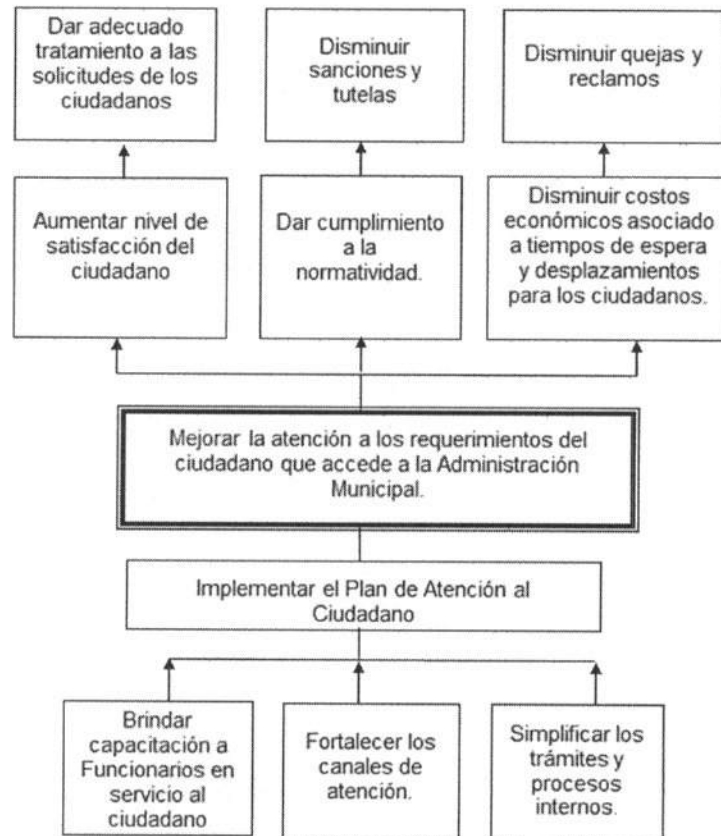 Dar adecuado
tratamiento a las
solicitudes de los
ciudadanos
Disminuir
sanciones y
tutelas
Disminuir quejas y
reclamos
Aumentar nivel de
satisfacción del
ciudadano
Dar cumplimiento
a la
normatividad.
Disminuir costos
económicos asociado
a tiempos de espera
y desplazamientos
para los ciudadanos.
Mejorar la atención a los requerimientos del
ciudadano que accede a la Administración
Municipal.
Implementar el Plan de Atención al
Ciudadano
Brindar
capacitación a
Funcionarios en
servicio al
ciudadano
Fortalecer los
canales de
atención.
Simplificar los
trámites y
procesos
internos.